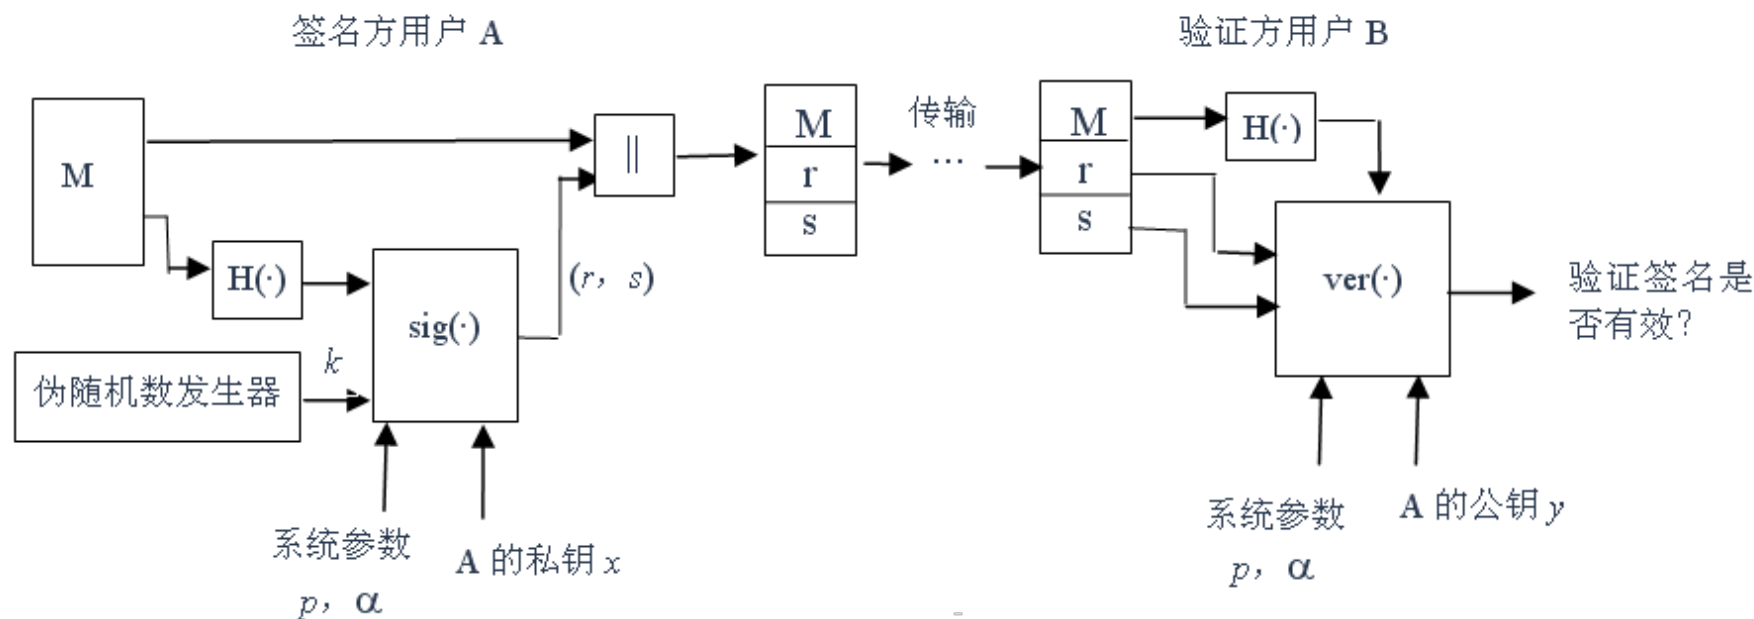 签名方用户 A
验证方用户 B
M
H(·)
伪随机数发生器
k
sig(·)
系统参数
p，α
A 的私钥 x
(r，s)
||
M
r
s
传输
…
M
r
s
H(·)
ver(·)
系统参数
p，α
A 的公钥 y
验证签名是
否有效?